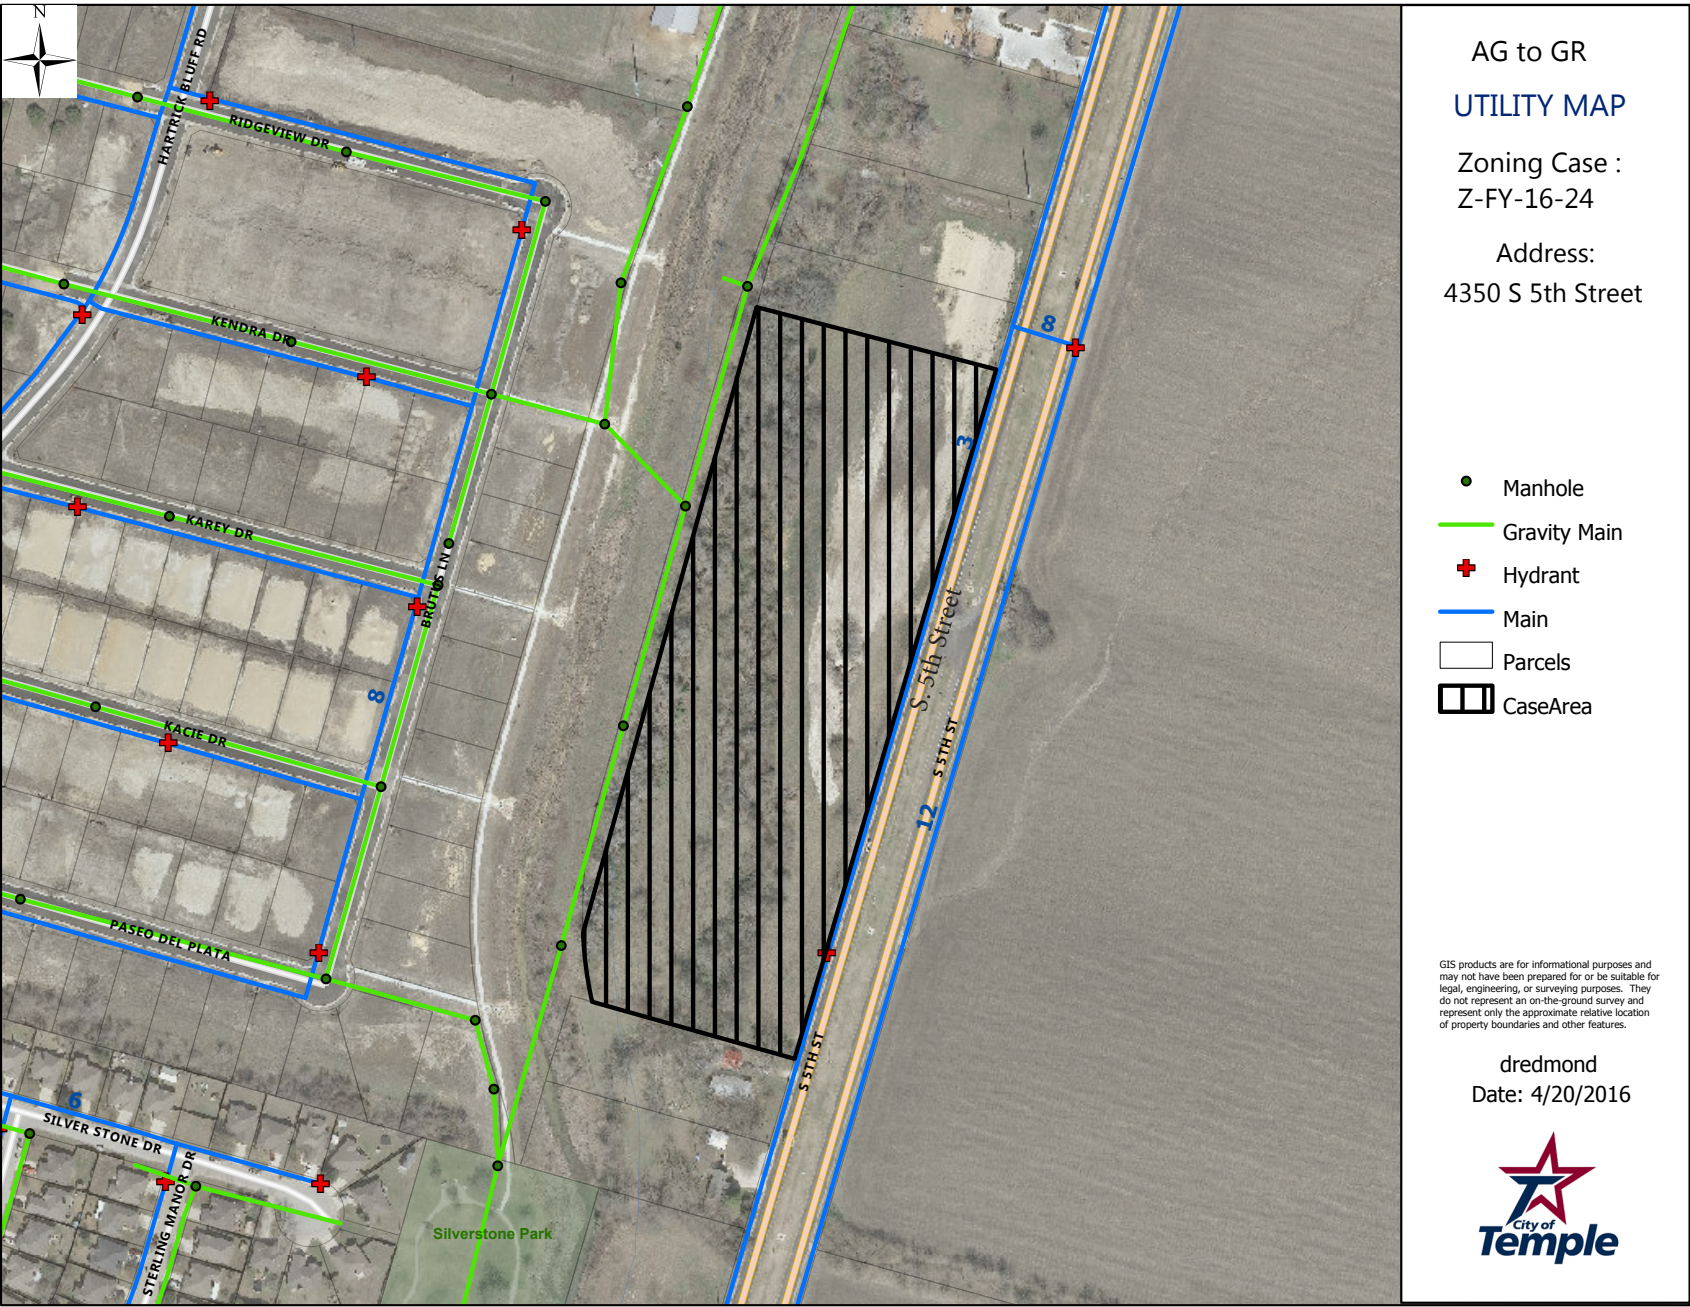 N
HARTRICK BLUFF RD
RIDGEVIEW DR
KENDRA DR
KAREY DR
BRUTUS LN
8
KACIE DR
PASEO DEL PLATA
6
SILVER STONE DR
STERLING MANOR DR
Silverstone Park
8
3
S. 5th Street
S 5TH ST
12
S 5TH ST
AG to GR
UTILITY MAP
Zoning Case :
Z-FY-16-24
Address:
4350 S 5th Street
Manhole
Gravity Main
Hydrant
Main
Parcels
CaseArea
GIS products are for informational purposes and
may not have been prepared for or be suitable for
legal, engineering, or surveying purposes. They
do not represent an on-the-ground survey and
represent only the approximate relative location
of property boundaries and other features.
dredmond
Date: 4/20/2016
City of
Temple